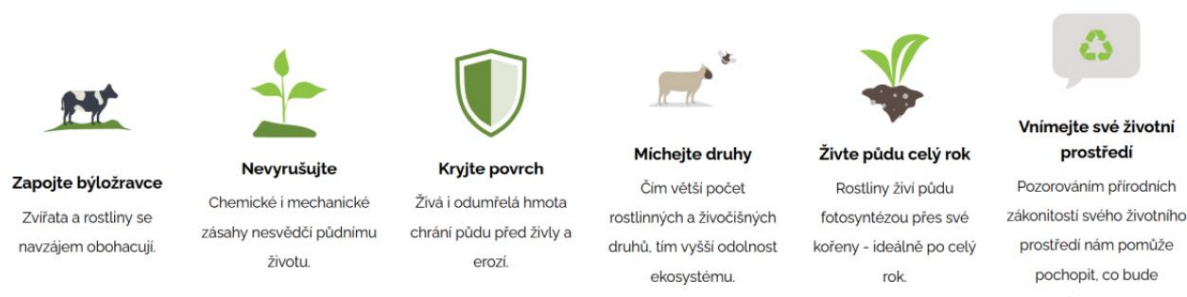 Zapojte býložravce
Zvířata a rostliny se
navzájem obohacují.
Nevyrušujte
Chemické i mechanické
zásahy nesvědčí půdnímu
životu.
Kryjte povrch
Živá i odumřelá hmota
chrání půdu před živly a
erozí.
Míchejte druhy
Čím větší počet
rostlinných a živočišných
druhů, tím vyšší odolnost
ekosystému.
Živte půdu celý rok
Rostliny živí půdu
fotosyntézou přes své
kořeny - ideálně po celý
rok.
Vnímejte své životní
prostředí
Pozorováním přírodních
zákonitostí svého životního
prostředí nám pomůže
pochopit, co bude